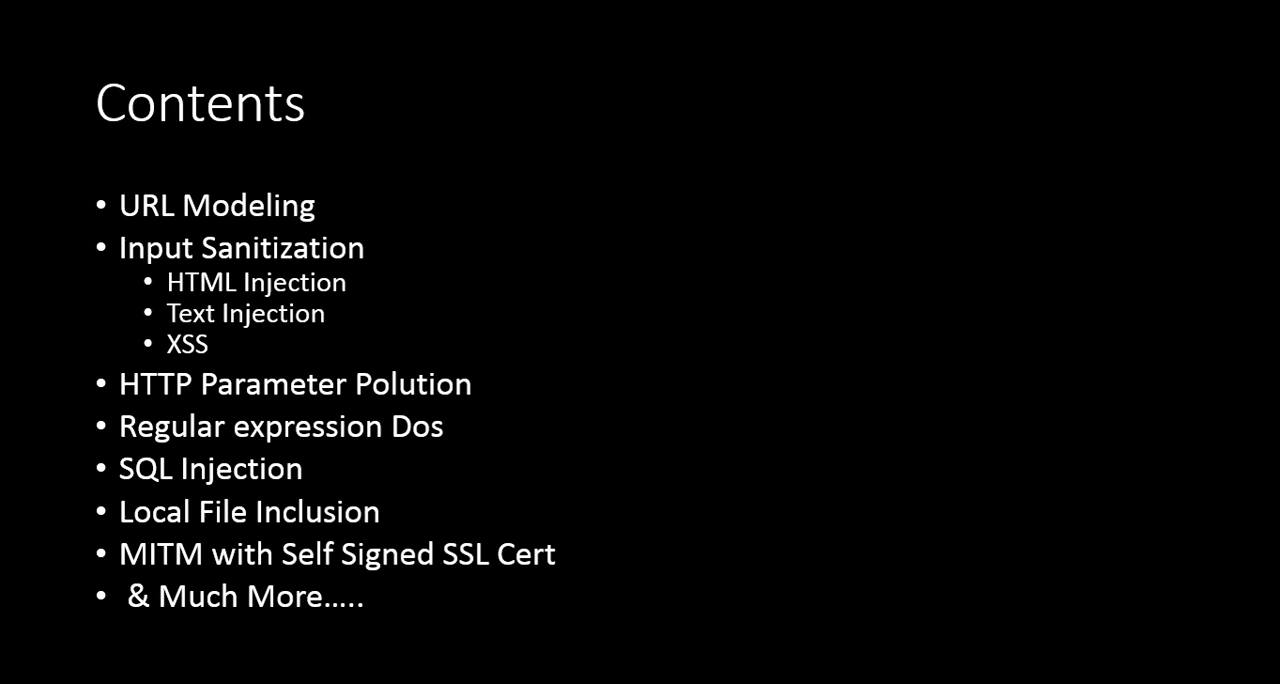 Contents
• URL Modeling
• Input Sanitization
• HTML Injection
• Text Injection
• XSS
• HTTP Parameter Polution
• Regular expression Dos
• SQL Injection
• Local File Inclusion
• MITM with Self Signed SSL Cert
• & Much More…..